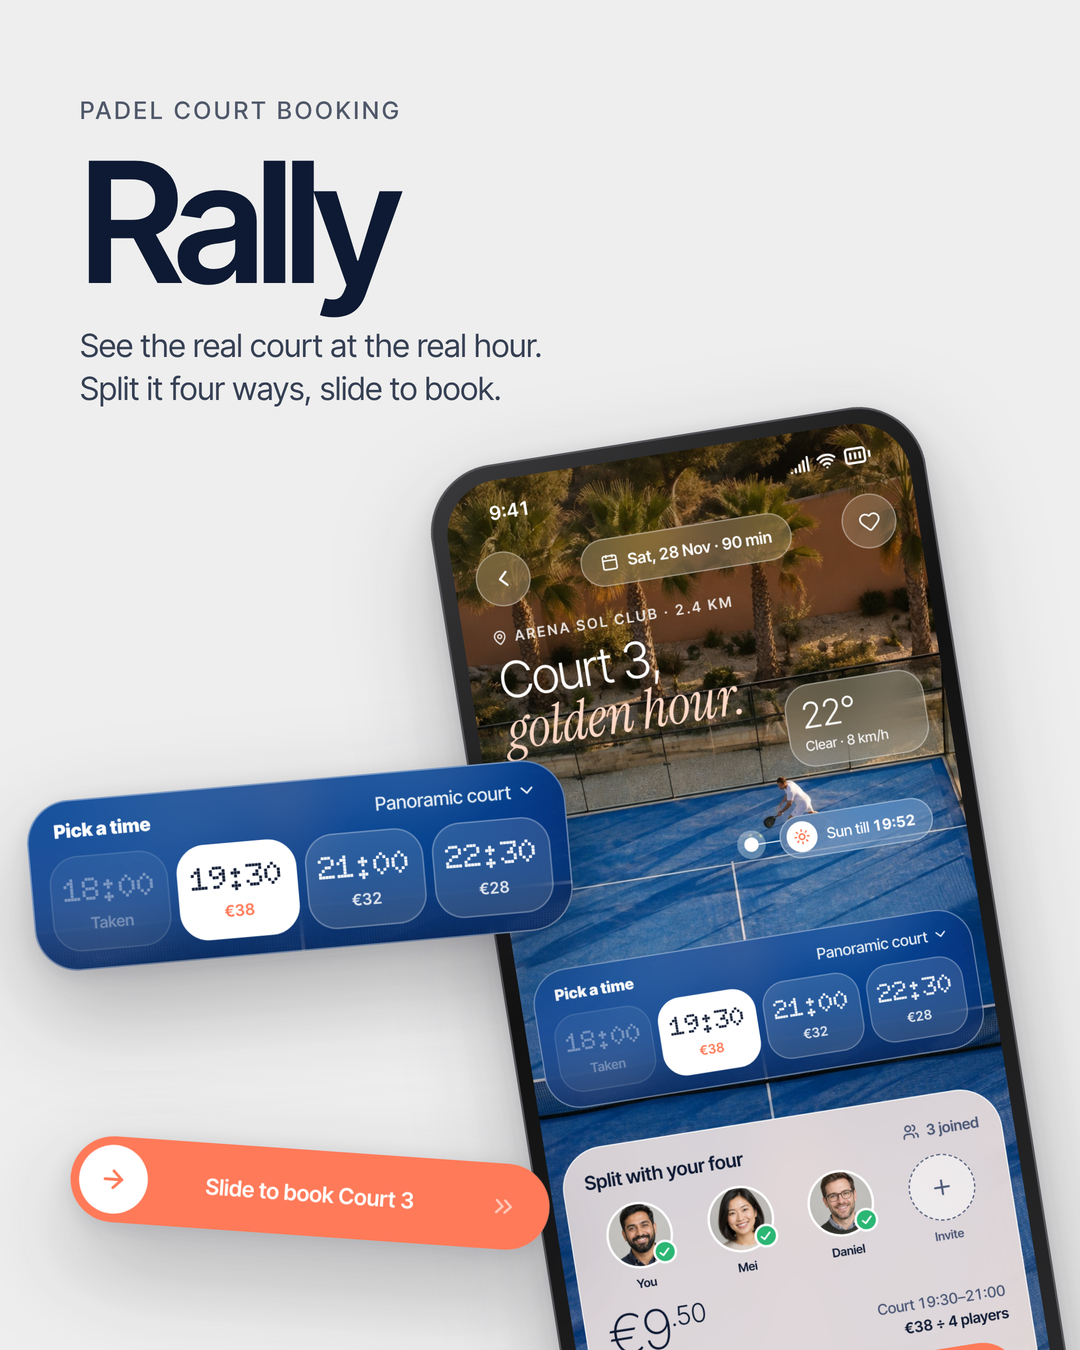 PADEL COURT BOOKING
Rally
See the real court at the real hour.
Split it four ways, slide to book.
9:41
Sat, 28 Nov · 90 min
ARENA SOL CLUB · 2.4 KM
Court 3,
golden hour.
22°
Clear · 8 km/h
Sun till 19:52
Pick a time
Panoramic court
18:00
Taken
19:30
€38
21:00
€32
22:30
€28
Pick a time
Panoramic court
18:00
Taken
19:30
€38
21:00
€32
22:30
€28
Slide to book Court 3
Split with your four
3 joined
You
Mei
Daniel
Invite
€9.50
Court 19:30–21:00
€38 ÷ 4 players